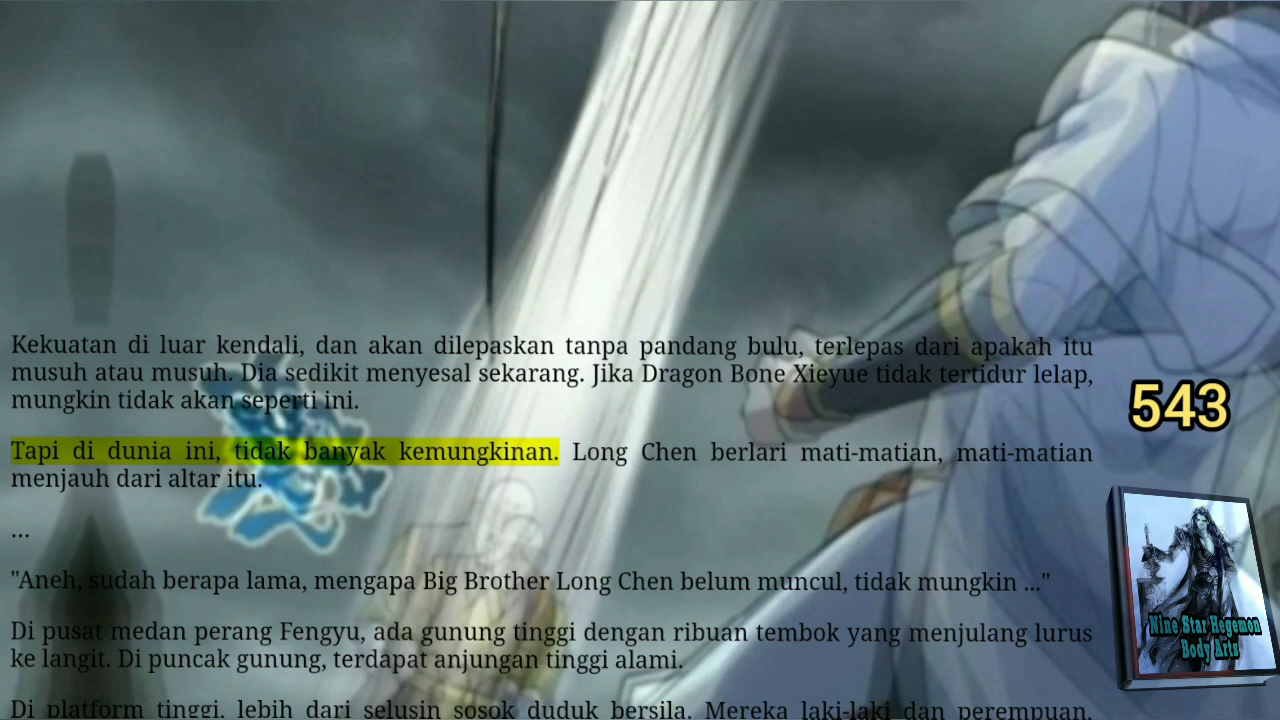 Kekuatan di luar kendali, dan akan dilepaskan tanpa pandang bulu, terlepas dari apakah itu
musuh atau musuh. Dia sedikit menyesal sekarang. Jika Dragon Bone Xieyue tidak tertidur lelap,
mungkin tidak akan seperti ini.
Tapi di dunia ini, tidak banyak kemungkinan. Long Chen berlari mati-matian, mati-matian
menjauh dari altar itu.
...
"Aneh, sudah berapa lama, mengapa Big Brother Long Chen belum muncul, tidak mungkin ..."
Di pusat medan perang Fengyu, ada gunung tinggi dengan ribuan tembok yang menjulang lurus
ke langit. Di puncak gunung, terdapat anjungan tinggi alami.
Di platform tinggi, lebih dari selusin sosok duduk bersila. Mereka laki-laki dan perempuan,
543
Nine Star Hegemon
Body Arts